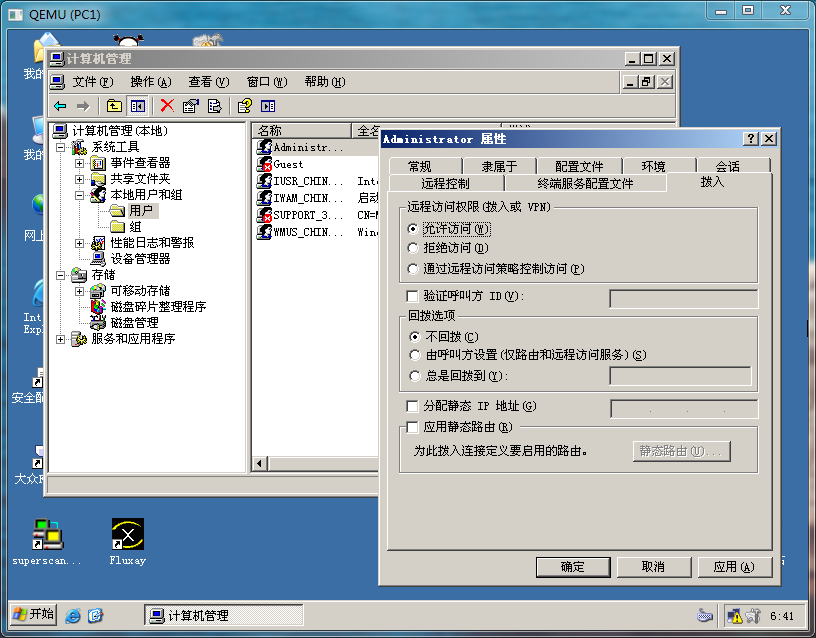 QEMU (PC1)
我的
我的
网上
Int
Exp
安全配
大众
superscan...
Fluxay
计算机管理
文件(F) 操作(A) 查看(V) 窗口(W) 帮助(H)
计算机管理(本地)
系统工具
事件查看器
共享文件夹
本地用户和组
用户
组
性能日志和警报
设备管理器
存储
可移动存储
磁盘碎片整理程序
磁盘管理
服务和应用程序
名称 全名
Administr...
Guest
IUSR_CHIN... Inte
IWAM_CHIN... 启动
SUPPORT_3... CN=M
WMUS_CHIN... Wind
Administrator 属性
常规 隶属于 配置文件 环境 会话
远程控制 终端服务配置文件 拨入
远程访问权限(拨入或 VPN)
允许访问(W)
拒绝访问(D)
通过远程访问策略控制访问(P)
验证呼叫方 ID(V):
回拨选项
不回拨(C)
由呼叫方设置(仅路由和远程访问服务)(S)
总是回拨到(Y):
分配静态 IP 地址(G)
应用静态路由(R)
为此拨入连接定义要启用的路由。 静态路由(U)...
确定 取消 应用(A)
开始 计算机管理 6:41